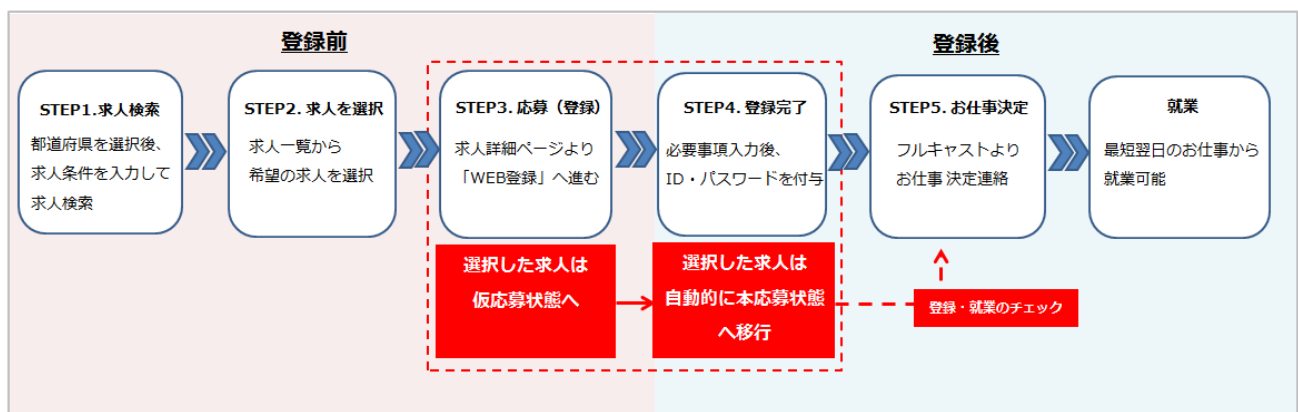 登録前
登録後
STEP1.求人検索
都道府県を選択後、
求人条件を入力して
求人検索
STEP2. 求人を選択
求人一覧から
希望の求人を選択
STEP3. 応募（登録）
求人詳細ページより
「WEB登録」へ進む
STEP4. 登録完了
必要事項入力後、
ID・パスワードを付与
STEP5. お仕事決定
フルキャストより
お仕事 決定連絡
就業
最短翌日のお仕事から
就業可能
選択した求人は
仮応募状態へ
選択した求人は
自動的に本応募状態
へ移行
登録・就業のチェック